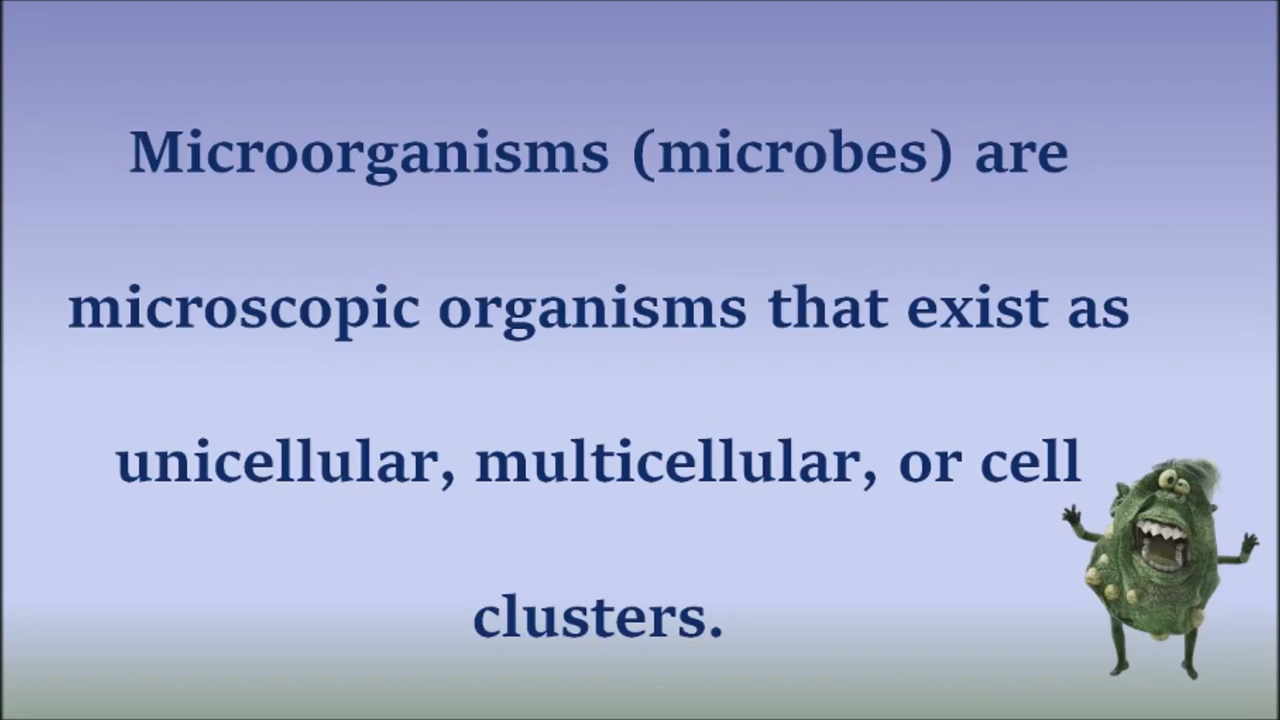 Microorganisms (microbes) are
microscopic organisms that exist as
unicellular, multicellular, or cell
clusters.